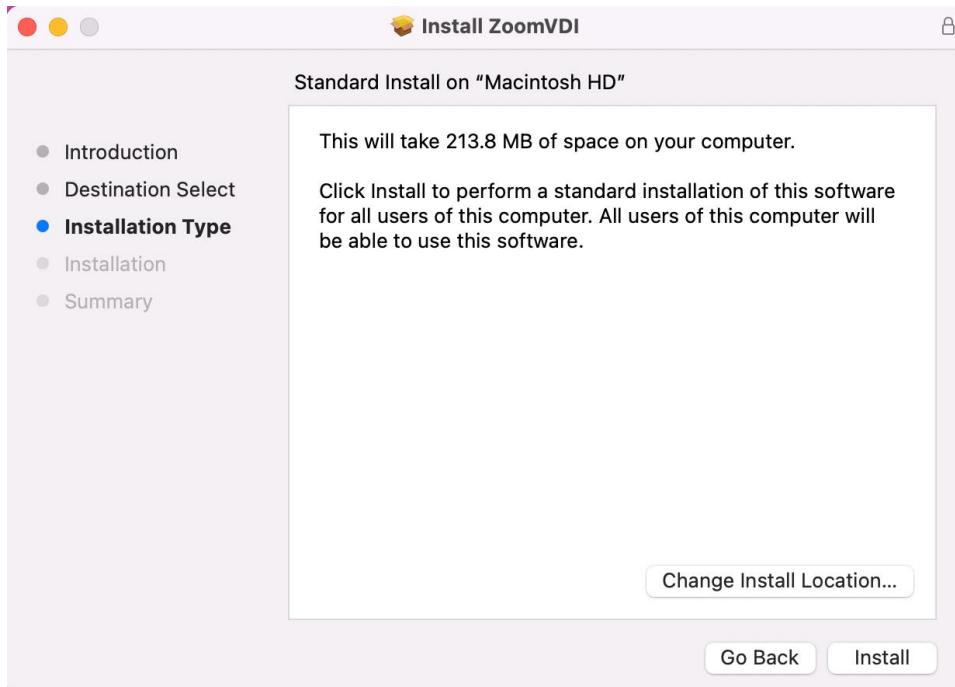 Install ZoomVDI
Standard Install on “Macintosh HD”
Introduction
Destination Select
Installation Type
Installation
Summary
This will take 213.8 MB of space on your computer.
Click Install to perform a standard installation of this software
for all users of this computer. All users of this computer will
be able to use this software.
Change Install Location...
Go Back
Install